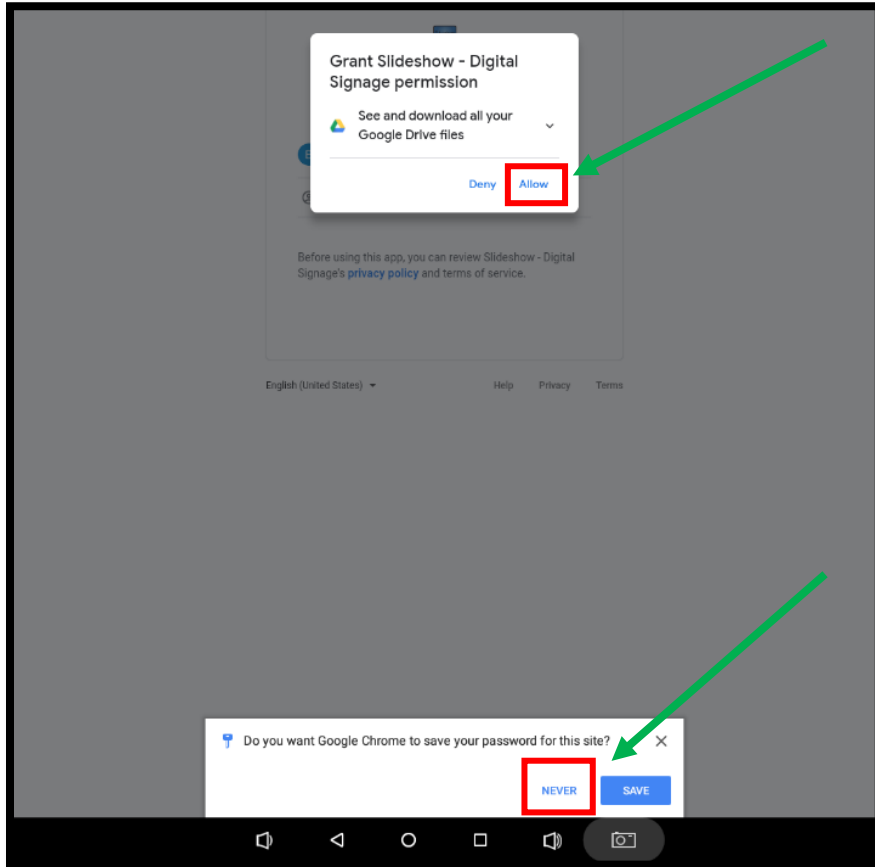 Grant Slideshow - Digital
Signage permission
See and download all your
Google Drive files
Deny Allow
Before using this app, you can review Slideshow - Digital
Signage's privacy policy and terms of service.
English (United States) Help Privacy Terms
Do you want Google Chrome to save your password for this site?
NEVER SAVE